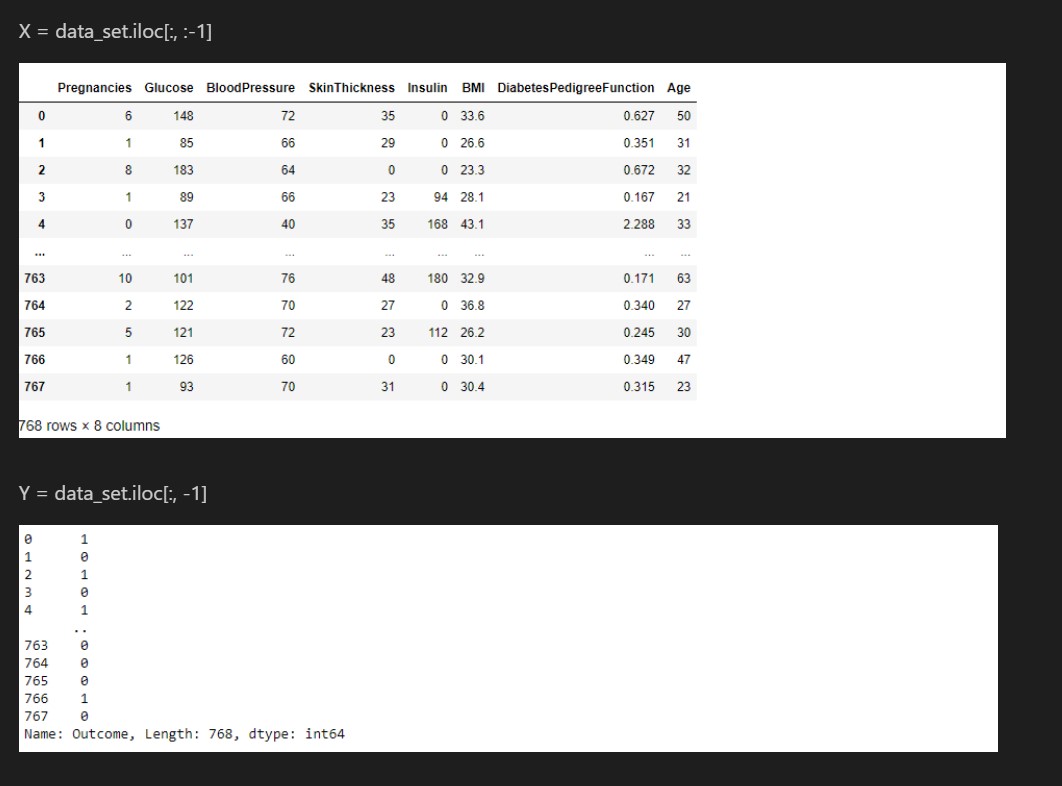 X = data_set.iloc[:, :-1]
Pregnancies Glucose BloodPressure SkinThickness Insulin BMI DiabetesPedigreeFunction Age
0 6 148 72 35 0 33.6 0.627 50
1 1 85 66 29 0 26.6 0.351 31
2 8 183 64 0 0 23.3 0.672 32
3 1 89 66 23 94 28.1 0.167 21
4 0 137 40 35 168 43.1 2.288 33
... ... ... ... ... ... ... ... ...
763 10 101 76 48 180 32.9 0.171 63
764 2 122 70 27 0 36.8 0.340 27
765 5 121 72 23 112 26.2 0.245 30
766 1 126 60 0 0 30.1 0.349 47
767 1 93 70 31 0 30.4 0.315 23
768 rows × 8 columns
Y = data_set.iloc[:, -1]
0 1
1 0
2 1
3 0
4 1
..
763 0
764 0
765 0
766 1
767 0
Name: Outcome, Length: 768, dtype: int64